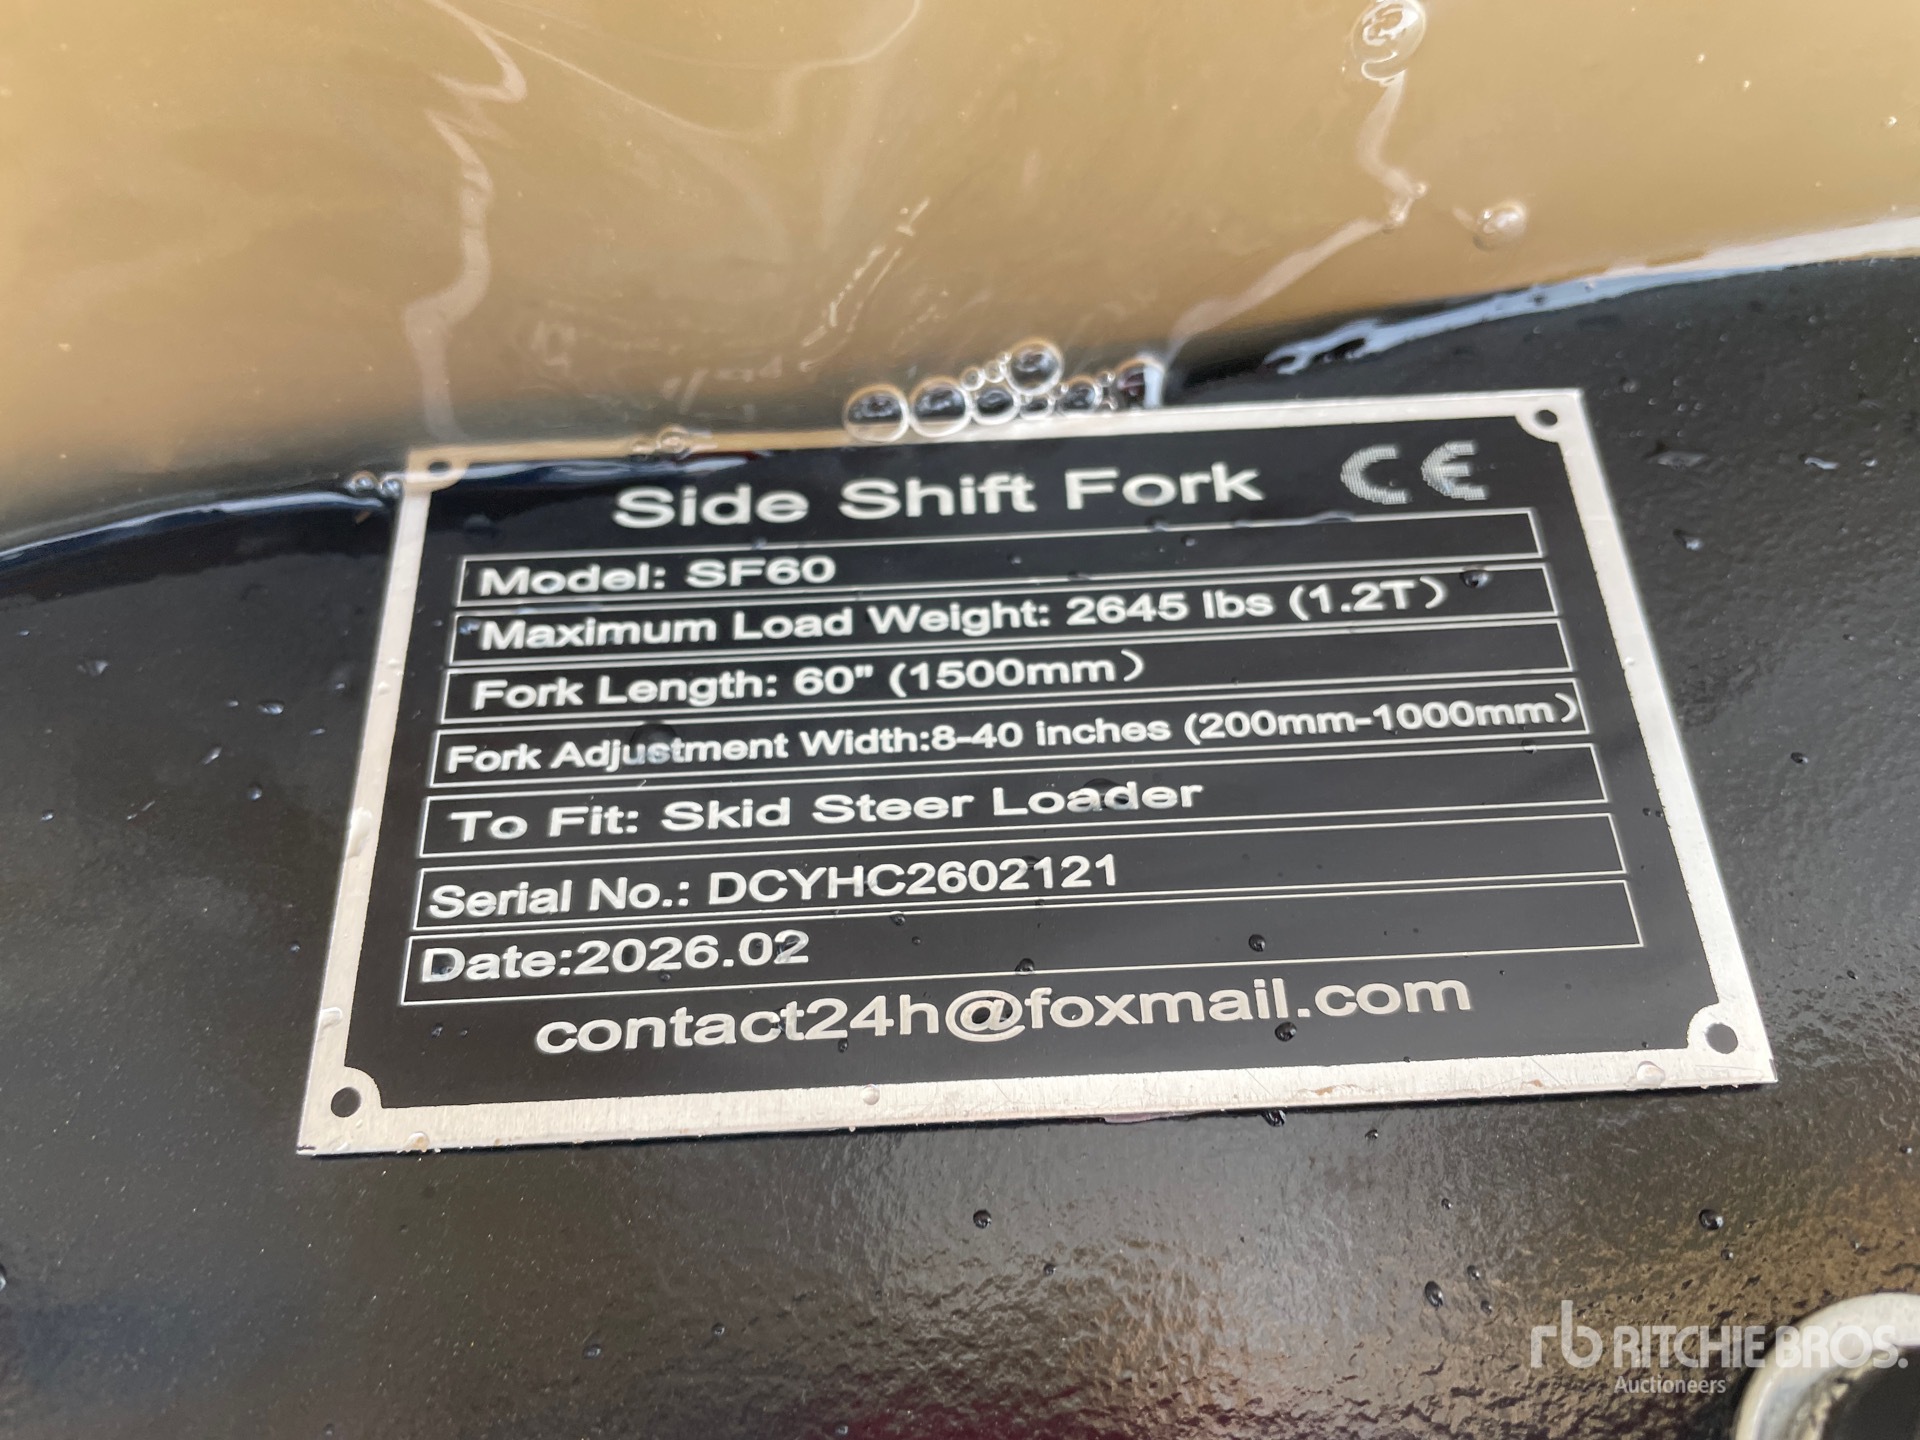 Side Shift Fork CE
Model: SF60
Maximum Load Weight: 2645 lbs (1.2T)
Fork Length: 60" (1500mm)
Fork Adjustment Width:8-40 inches (200mm-1000mm)
To Fit: Skid Steer Loader
Serial No.: DCYHC2602121
Date:2026.02
contact24h@foxmail.com
rb RITCHIE BROS.
Auctioneers